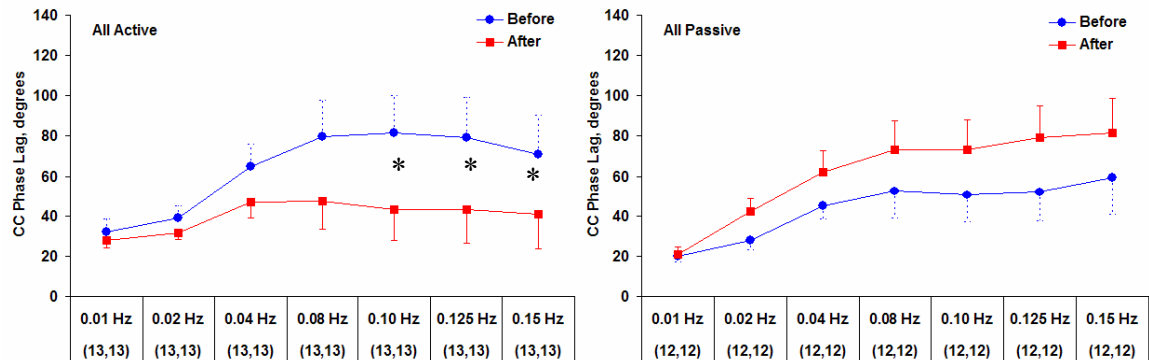 All Active
Before
After
CC Phase Lag, degrees
140
120
100
80
60
40
20
0
* * *
0.01 Hz 0.02 Hz 0.04 Hz 0.08 Hz 0.10 Hz 0.125 Hz 0.15 Hz
(13,13) (13,13) (13,13) (13,13) (13,13) (13,13) (13,13)
All Passive
Before
After
CC Phase Lag, degrees
140
120
100
80
60
40
20
0
0.01 Hz 0.02 Hz 0.04 Hz 0.08 Hz 0.10 Hz 0.125 Hz 0.15 Hz
(12,12) (12,12) (12,12) (12,12) (12,12) (12,12) (12,12)